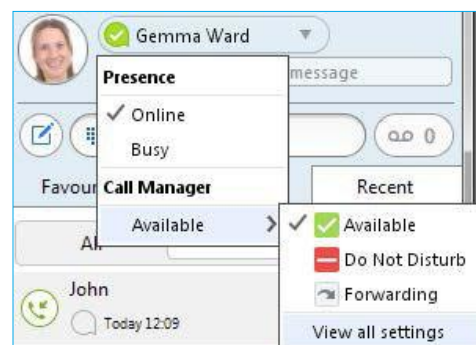 Gemma Ward
Presence
message
Online
Busy
0
Favour
Call Manager
Recent
Available
Available
Al
Do Not Disturb
John
Forwarding
Today 12:09
View all settings